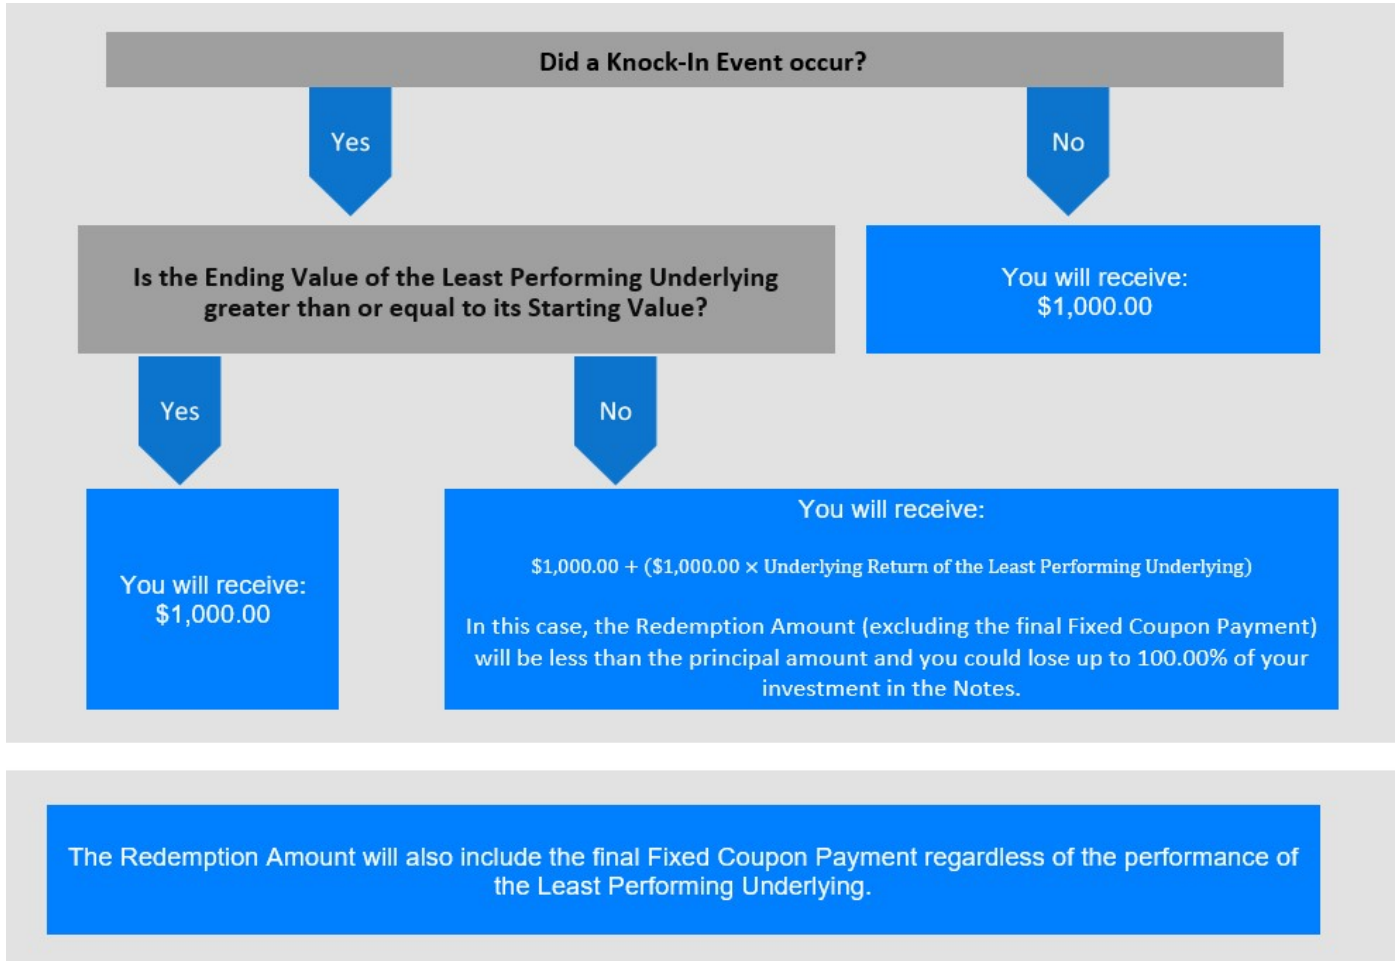 Did a Knock-In Event occur?
Yes
No
Is the Ending Value of the Least Performing Underlying
greater than or equal to its Starting Value?
You will receive:
$1,000.00
Yes
No
You will receive:
$1,000.00
You will receive:
$1,000.00 + ($1,000.00 × Underlying Return of the Least Performing Underlying)
In this case, the Redemption Amount (excluding the final Fixed Coupon Payment)
will be less than the principal amount and you could lose up to 100.00% of your
investment in the Notes.
The Redemption Amount will also include the final Fixed Coupon Payment regardless of the performance of
the Least Performing Underlying.